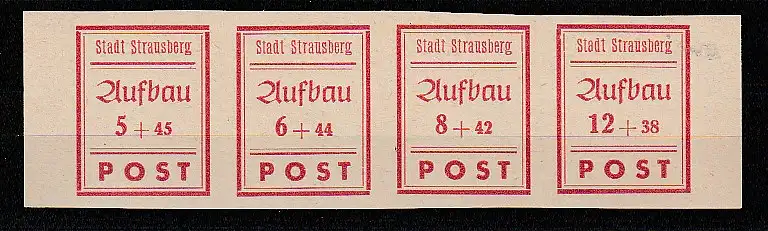 Stadt Strausberg
Aufbau
5 + 45
POST
Stadt Strausberg
Aufbau
6 + 44
POST
Stadt Strausberg
Aufbau
8 + 42
POST
Stadt Strausberg
Aufbau
12 + 38
POST